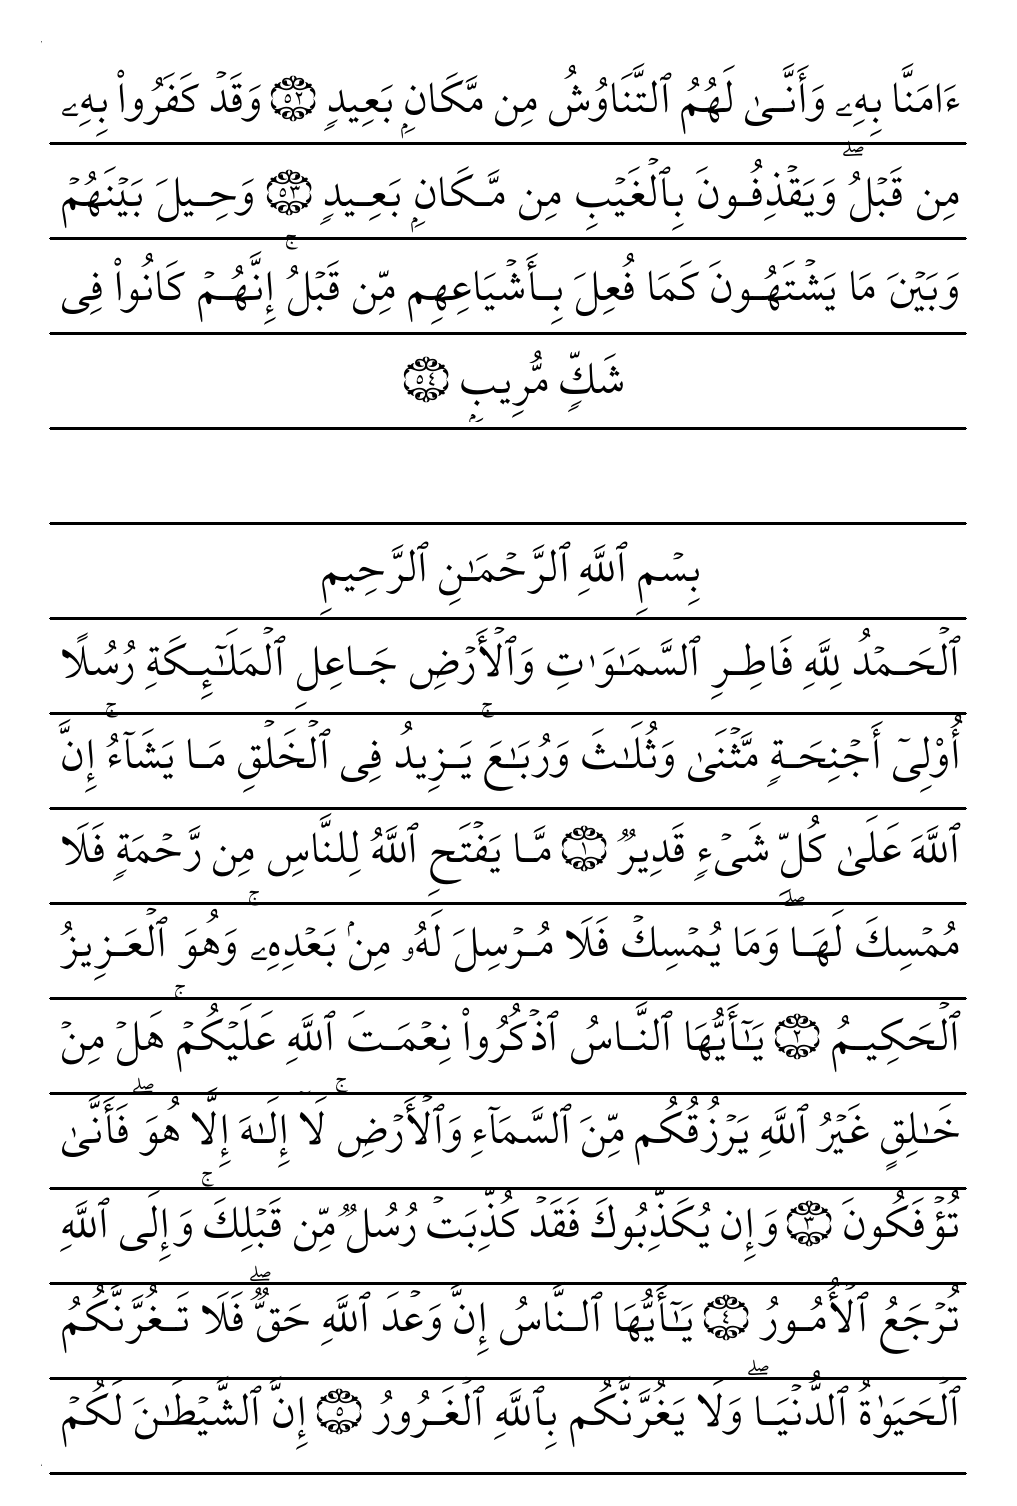 ءَامَنَّا بِهِۦ وَأَنَّىٰ لَهُمُ ٱلتَّنَاوُشُ مِن مَّكَانِۭ بَعِيدٖ ٥٢ وَقَدۡ كَفَرُواْ بِهِۦ
مِن قَبۡلُۖ وَيَقۡذِفُونَ بِٱلۡغَيۡبِ مِن مَّكَانِۭ بَعِيدٖ ٥٣ وَحِيلَ بَيۡنَهُمۡ
وَبَيۡنَ مَا يَشۡتَهُونَ كَمَا فُعِلَ بِأَشۡيَاعِهِم مِّن قَبۡلُۚ إِنَّهُمۡ كَانُواْ فِي
شَكّٖ مُّرِيبِۭ ٥٤
بِسۡمِ ٱللَّهِ ٱلرَّحۡمَٰنِ ٱلرَّحِيمِ
ٱلۡحَمۡدُ لِلَّهِ فَاطِرِ ٱلسَّمَٰوَٰتِ وَٱلۡأَرۡضِ جَاعِلِ ٱلۡمَلَٰٓئِكَةِ رُسُلًا
أُوْلِيٓ أَجۡنِحَةٖ مَّثۡنَىٰ وَثُلَٰثَ وَرُبَٰعَۚ يَزِيدُ فِي ٱلۡخَلۡقِ مَا يَشَآءُۚ إِنَّ
ٱللَّهَ عَلَىٰ كُلِّ شَيۡءٖ قَدِيرٞ ١ مَّا يَفۡتَحِ ٱللَّهُ لِلنَّاسِ مِن رَّحۡمَةٖ فَلَا
مُمۡسِكَ لَهَاۖ وَمَا يُمۡسِكۡ فَلَا مُرۡسِلَ لَهُۥ مِنۢ بَعۡدِهِۦۚ وَهُوَ ٱلۡعَزِيزُ
ٱلۡحَكِيمُ ٢ يَٰٓأَيُّهَا ٱلنَّاسُ ٱذۡكُرُواْ نِعۡمَتَ ٱللَّهِ عَلَيۡكُمۡۚ هَلۡ مِنۡ
خَٰلِقٍ غَيۡرُ ٱللَّهِ يَرۡزُقُكُم مِّنَ ٱلسَّمَآءِ وَٱلۡأَرۡضِۚ لَآ إِلَٰهَ إِلَّا هُوَۖ فَأَنَّىٰ
تُؤۡفَكُونَ ٣ وَإِن يُكَذِّبُوكَ فَقَدۡ كُذِّبَتۡ رُسُلٞ مِّن قَبۡلِكَۚ وَإِلَى ٱللَّهِ
تُرۡجَعُ ٱلۡأُمُورُ ٤ يَٰٓأَيُّهَا ٱلنَّاسُ إِنَّ وَعۡدَ ٱللَّهِ حَقّٞۖ فَلَا تَغُرَّنَّكُمُ
ٱلۡحَيَوٰةُ ٱلدُّنۡيَاۖ وَلَا يَغُرَّنَّكُم بِٱللَّهِ ٱلۡغَرُورُ ٥ إِنَّ ٱلشَّيۡطَٰنَ لَكُمۡ